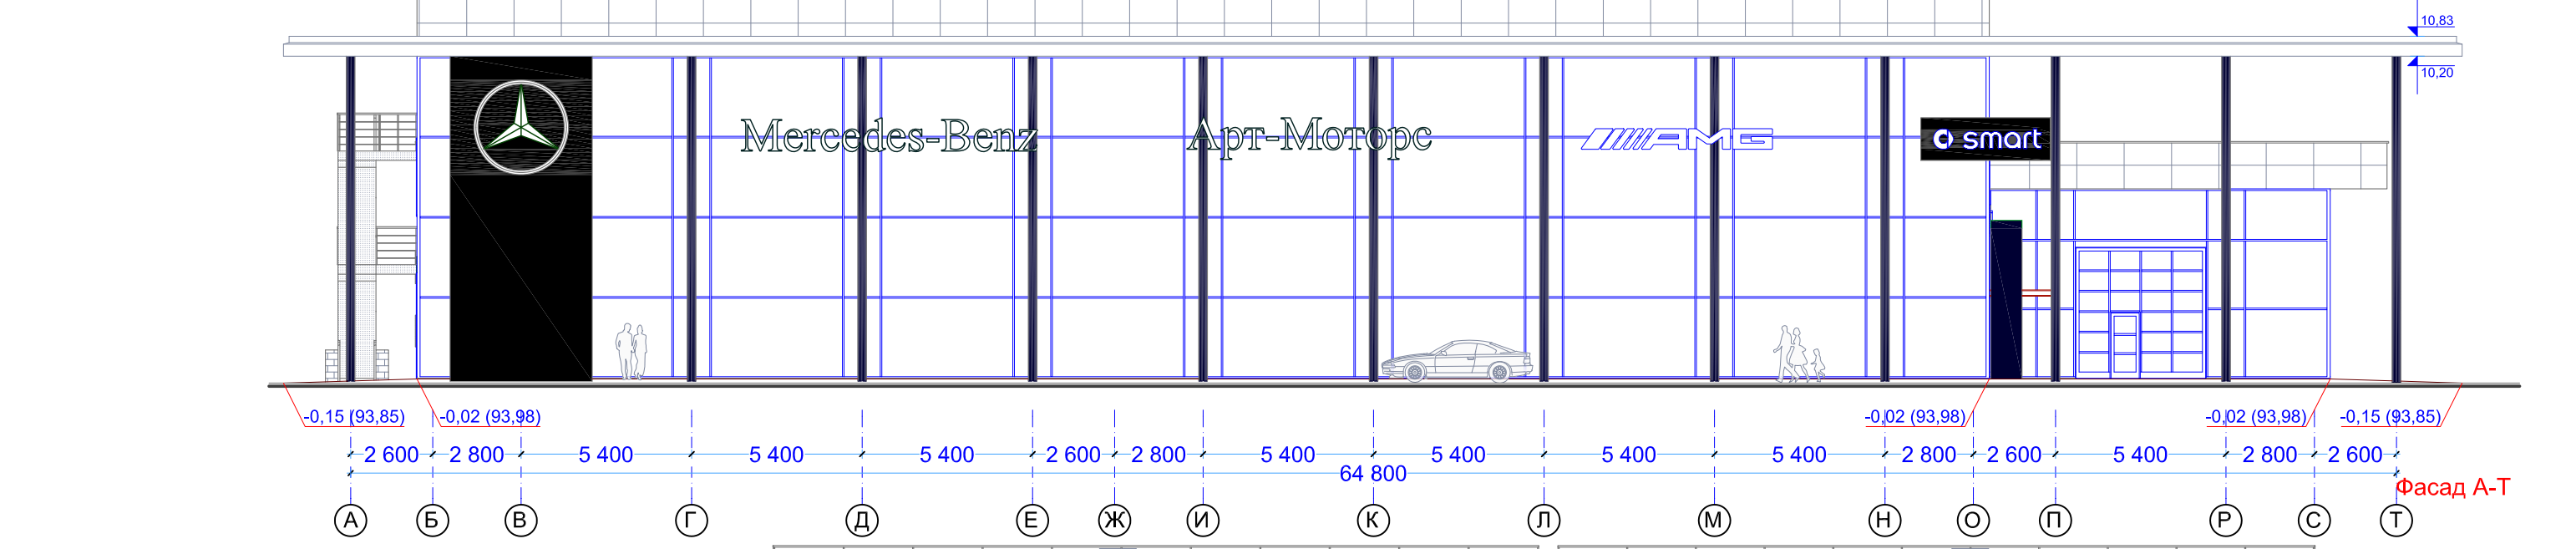 10,83
10,20
Mercedes-Benz Арт-Моторс AMG smart
-0,15 (93,85) -0,02 (93,98) -0,02 (93,98) -0,02 (93,98) -0,15 (93,85)
2 600 2 800 5 400 5 400 5 400 2 600 2 800 5 400 5 400 5 400 5 400 2 800 2 600 5 400 2 800 2 600
64 800
Фасад А-Т
А Б В Г Д Е Ж И К Л М Н О П Р С Т